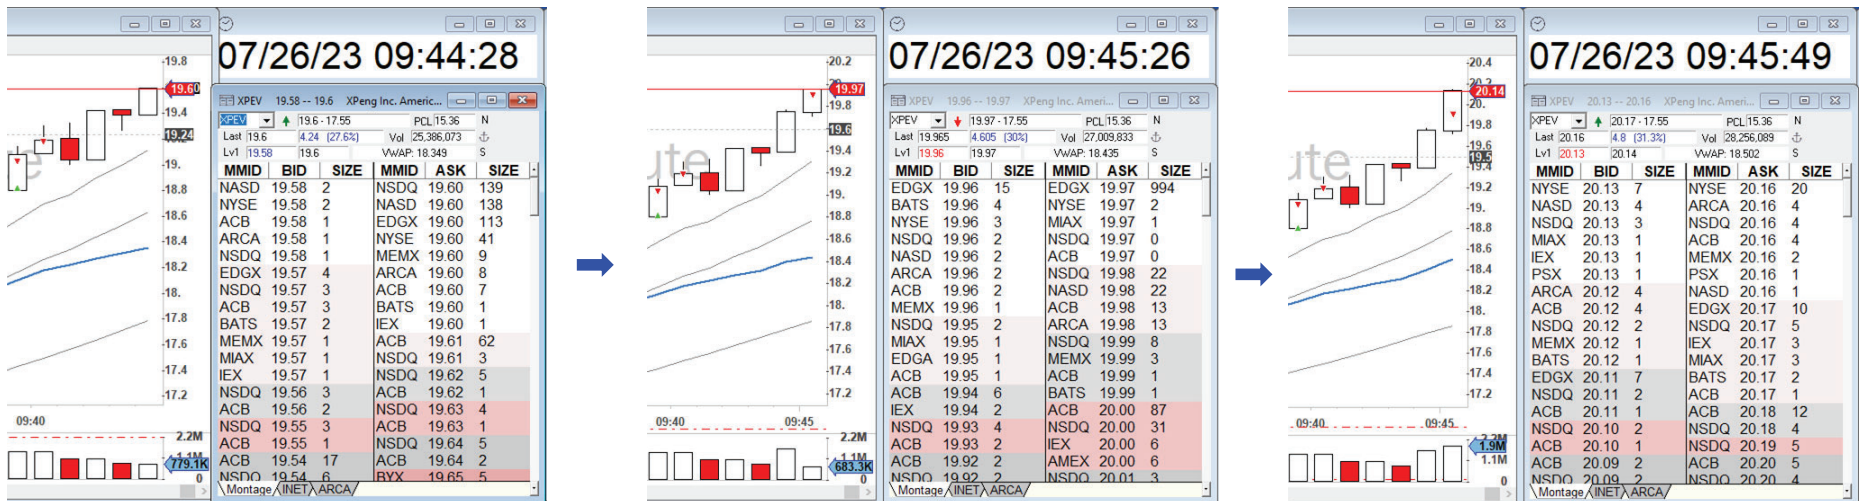 07/26/23 09:44:28
19.8
19.60
19.4
19.24
19.
18.8
18.6
18.4
18.2
18.
17.8
17.6
17.4
17.2
09:40
2.2M
1.1M
779.1K
0
XPEV 19.58 -- 19.6 XPeng Inc. Americ...
XPEV 19.6 - 17.55 PCL 15.36 N
Last 19.6 4.24 (27.6%) Vol 25,386,073
Lv1 19.58 19.6 VWAP: 18.349 S
MMID BID SIZE MMID ASK SIZE
NASD 19.58 2 NSDQ 19.60 139
NYSE 19.58 2 NASD 19.60 138
ACB 19.58 1 EDGX 19.60 113
ARCA 19.58 1 NYSE 19.60 41
NSDQ 19.58 1 MEMX 19.60 9
EDGX 19.57 4 ARCA 19.60 8
NSDQ 19.57 3 ACB 19.60 7
ACB 19.57 3 BATS 19.60 1
BATS 19.57 2 IEX 19.60 1
MEMX 19.57 1 ACB 19.61 62
MIAX 19.57 1 NSDQ 19.61 3
IEX 19.57 1 NSDQ 19.62 5
NSDQ 19.56 3 ACB 19.62 1
ACB 19.56 2 NSDQ 19.63 4
NSDQ 19.55 3 ACB 19.63 1
ACB 19.55 1 NSDQ 19.64 5
ACB 19.54 17 ACB 19.64 2
NSDQ 19.54 6 BYX 19.65 5
Montage INET ARCA
07/26/23 09:45:26
20.2
19.97
19.8
19.6
19.4
19.2
19.
18.8
18.6
18.4
18.2
18.
17.8
17.6
17.4
17.2
09:40 09:45
2.2M
1.1M
683.3K
0
ute
XPEV 19.96 -- 19.97 XPeng Inc. Ameri...
XPEV 19.97 - 17.55 PCL 15.36 N
Last 19.965 4.605 (30%) Vol 27,009,833
Lv1 19.96 19.97 VWAP: 18.435 S
MMID BID SIZE MMID ASK SIZE
EDGX 19.96 15 EDGX 19.97 994
BATS 19.96 4 NYSE 19.97 2
NYSE 19.96 3 MIAX 19.97 1
NSDQ 19.96 2 NSDQ 19.97 0
NASD 19.96 2 ACB 19.97 0
ARCA 19.96 2 NSDQ 19.98 22
ACB 19.96 2 NASD 19.98 22
MEMX 19.96 1 ACB 19.98 13
NSDQ 19.95 2 ARCA 19.98 13
MIAX 19.95 1 NSDQ 19.99 8
EDGA 19.95 1 MEMX 19.99 3
ACB 19.95 1 ACB 19.99 1
ACB 19.94 6 BATS 19.99 1
IEX 19.94 2 ACB 20.00 87
NSDQ 19.93 4 NSDQ 20.00 31
ACB 19.93 2 IEX 20.00 6
ACB 19.92 2 AMEX 20.00 6
NSDQ 19.92 2 NSDQ 20.01 3
Montage INET ARCA
07/26/23 09:45:49
20.4
20.2
20.14
20.
19.8
19.6
19.5
19.2
19.
18.8
18.6
18.4
18.2
18.
17.8
17.6
17.4
17.2
09:40 09:45
1.9M
1.1M
0
ute
XPEV 20.13 -- 20.16 XPeng Inc. Ameri...
XPEV 20.17 - 17.55 PCL 15.36 N
Last 20.16 4.8 (31.3%) Vol 28,256,089
Lv1 20.13 20.14 VWAP: 18.502 S
MMID BID SIZE MMID ASK SIZE
NYSE 20.13 7 NYSE 20.16 20
NASD 20.13 4 ARCA 20.16 4
NSDQ 20.13 3 NSDQ 20.16 4
MIAX 20.13 1 ACB 20.16 4
IEX 20.13 1 MEMX 20.16 2
PSX 20.13 1 PSX 20.16 1
ARCA 20.12 4 NASD 20.16 1
ACB 20.12 4 EDGX 20.17 10
NSDQ 20.12 2 NSDQ 20.17 5
MEMX 20.12 1 IEX 20.17 3
BATS 20.12 1 MIAX 20.17 3
EDGX 20.11 7 BATS 20.17 2
NSDQ 20.11 2 ACB 20.17 1
ACB 20.11 1 ACB 20.18 12
NSDQ 20.10 2 NSDQ 20.18 4
ACB 20.10 1 NSDQ 20.19 5
ACB 20.09 2 ACB 20.20 5
NSDQ 20.09 2 NSDQ 20.20 4
Montage INET ARCA